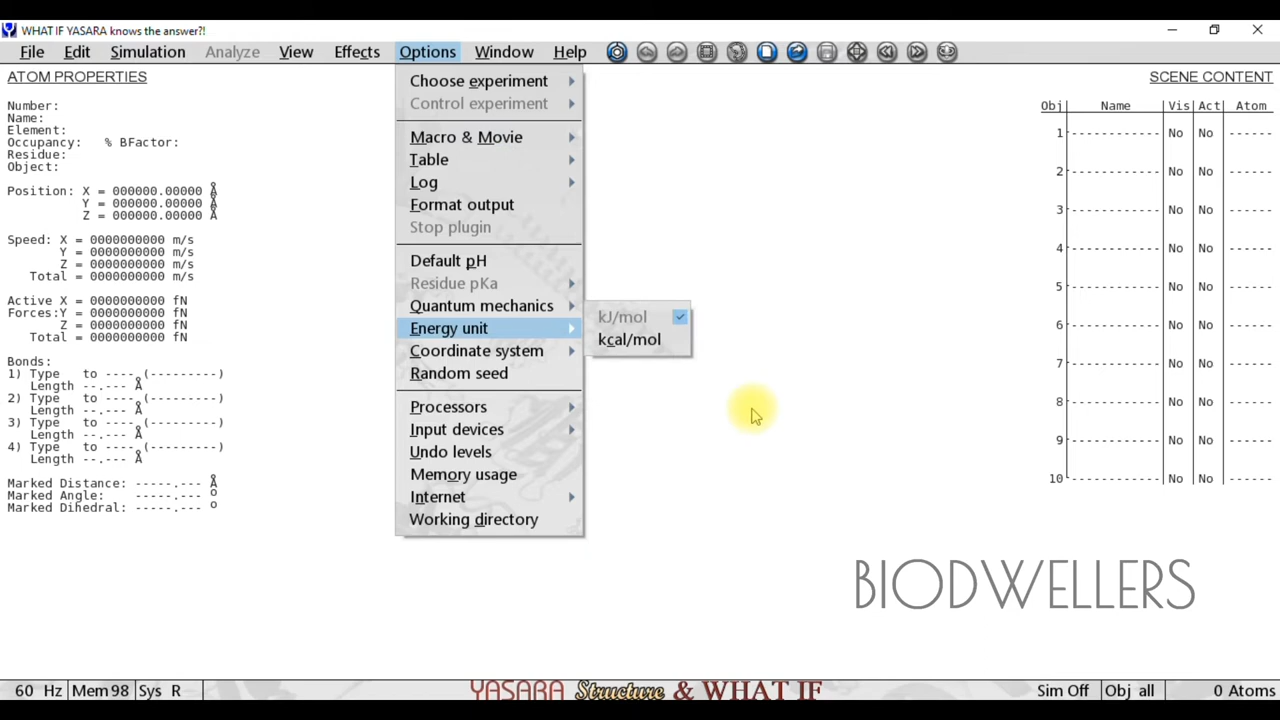 WHAT IF YASARA knows the answer?!
File Edit Simulation Analyze View Effects Options Window Help
ATOM PROPERTIES
Number:
Name:
Element:
Occupancy: % BFactor:
Residue:
Object:
Position: X = 000000.00000 Å
Y = 000000.00000 Å
Z = 000000.00000 Å
Speed: X = 0000000000 m/s
Y = 0000000000 m/s
Z = 0000000000 m/s
Total = 0000000000 m/s
Active X = 0000000000 fN
Forces:Y = 0000000000 fN
Z = 0000000000 fN
Total = 0000000000 fN
Bonds:
1) Type to ---- (---------)
Length --.--- Å
2) Type to ---- (---------)
Length --.--- Å
3) Type to ---- (---------)
Length --.--- Å
4) Type to ---- (---------)
Length --.--- Å
Marked Distance: -----.--- Å
Marked Angle: -----.--- °
Marked Dihedral: -----.--- °
Choose experiment
Control experiment
Macro & Movie
Table
Log
Format output
Stop plugin
Default pH
Residue pKa
Quantum mechanics
Energy unit
Coordinate system
Random seed
Processors
Input devices
Undo levels
Memory usage
Internet
Working directory
kJ/mol
kcal/mol
SCENE CONTENT
Obj Name Vis Act Atom
1 ----------- No No ------
2 ----------- No No ------
3 ----------- No No ------
4 ----------- No No ------
5 ----------- No No ------
6 ----------- No No ------
7 ----------- No No ------
8 ----------- No No ------
9 ----------- No No ------
10 ----------- No No ------
BIODWELLERS
60 Hz Mem98 Sys R YASARA Structure & WHAT IF Sim Off Obj all 0 Atoms